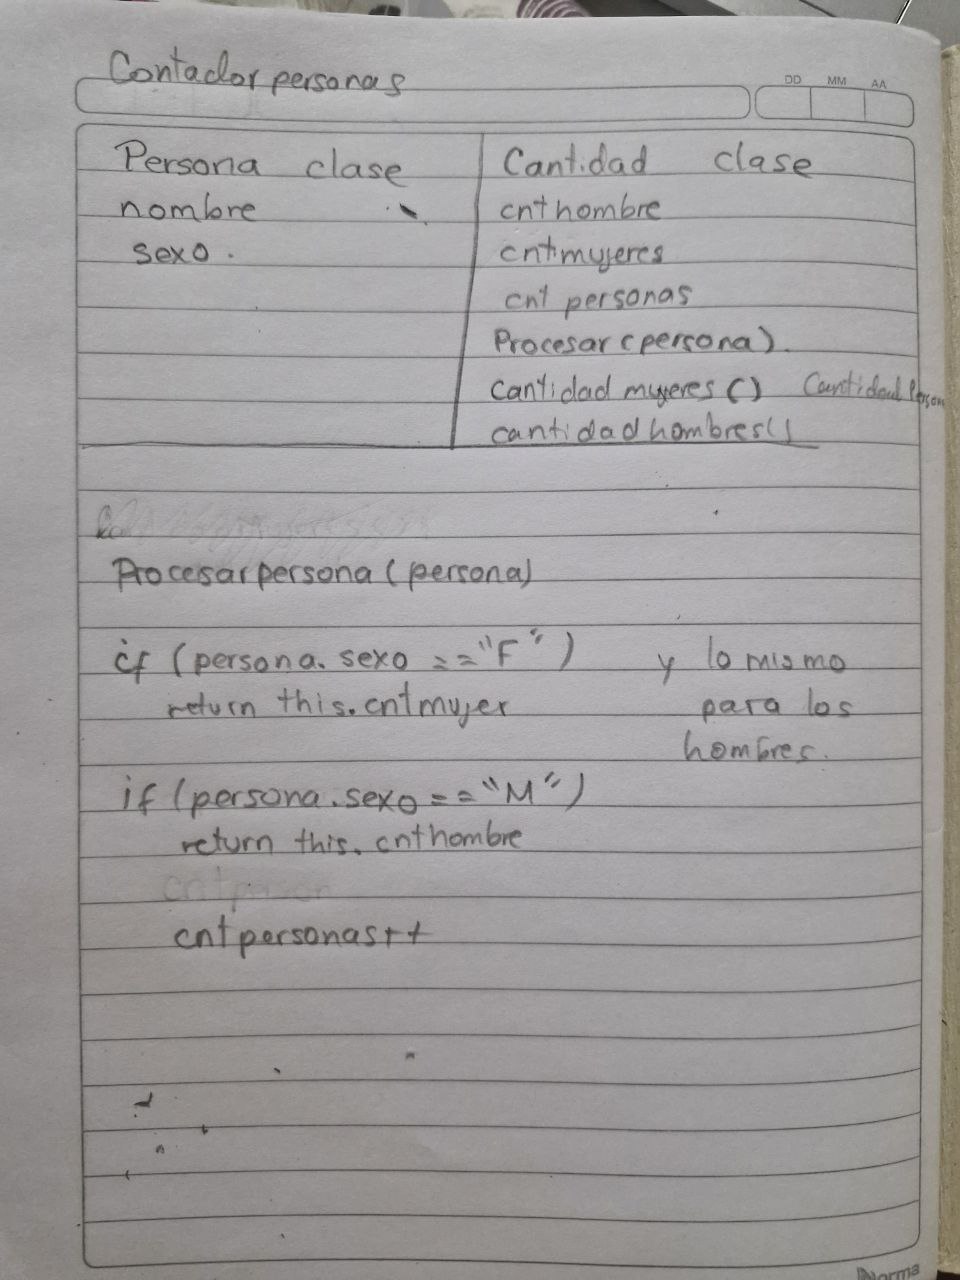 Contador personas
DD MM AA
Persona clase
nombre
sexo.
Cantidad clase
cnthombre
cntmujeres
cnt personas
Procesar (persona).
Cantidad mujeres () Cantidad Person
cantidad hombres()
Procesar persona (persona)
if (persona. sexo == "F")
return this. cntmujer
y lo mismo
para los
hombres.
if (persona. sexo == "M")
return this. cnthombre
cntpersonas++
Norma